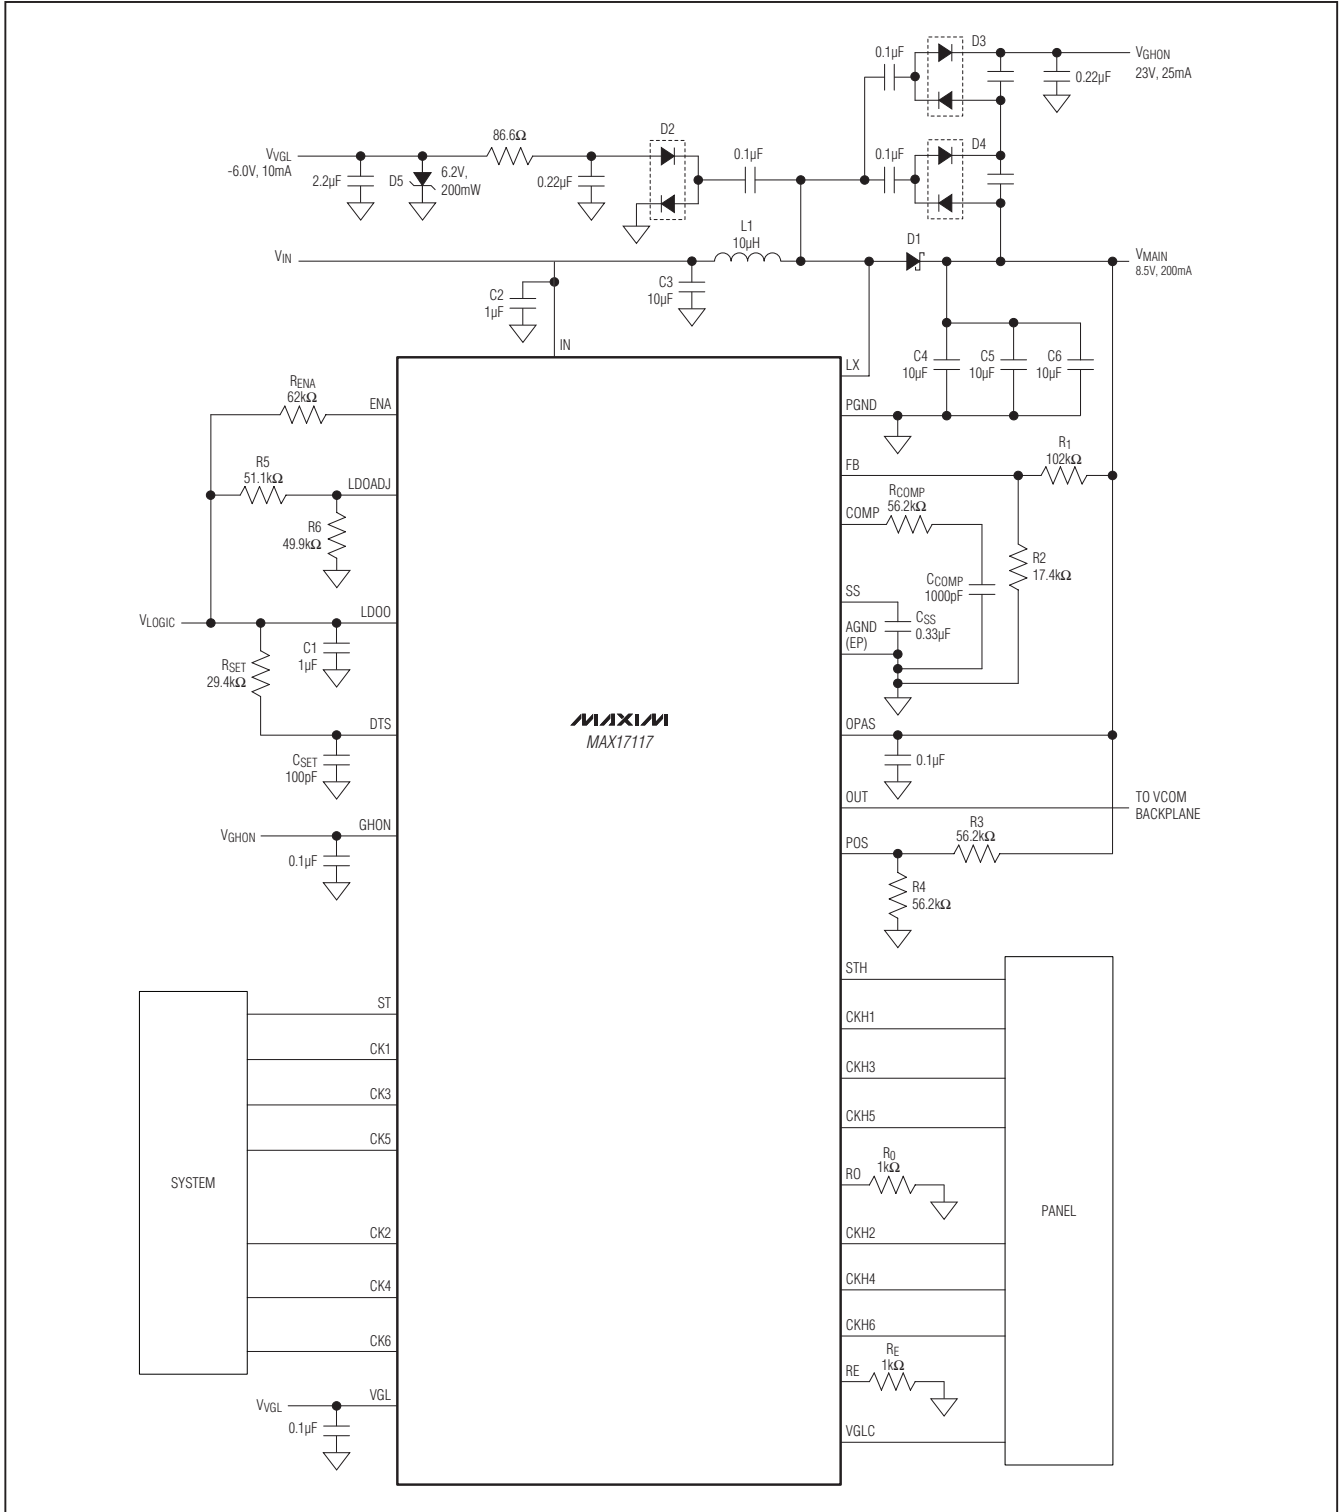 D3
0.1µF
VGHON
23V, 25mA
0.22µF
86.6Ω
D2
0.1µF
0.1µF
D4
VVGL
-6.0V, 10mA
2.2µF
D5
6.2V,
200mW
0.22µF
L1
10µH
D1
VIN
VMAIN
8.5V, 200mA
C2
1µF
C3
10µF
IN
C4
10µF
C5
10µF
C6
10µF
LX
RENA
62kΩ
ENA
PGND
R5
51.1kΩ
LDOADJ
FB
R1
102kΩ
RCOMP
56.2kΩ
COMP
R6
49.9kΩ
R2
17.4kΩ
CCOMP
1000pF
SS
CSS
0.33µF
AGND
(EP)
VLOGIC
LDOO
C1
1µF
RSET
29.4kΩ
DTS
MAXIM
MAX17117
OPAS
CSET
100pF
0.1µF
OUT
TO VCOM
BACKPLANE
VGHON
GHON
0.1µF
R3
56.2kΩ
POS
R4
56.2kΩ
STH
ST
CKH1
CK1
CKH3
CK3
CKH5
CK5
R0
1kΩ
RO
SYSTEM
PANEL
CK2
CKH2
CK4
CKH4
CK6
CKH6
RE
1kΩ
RE
VVGL
VGL
0.1µF
VGLC